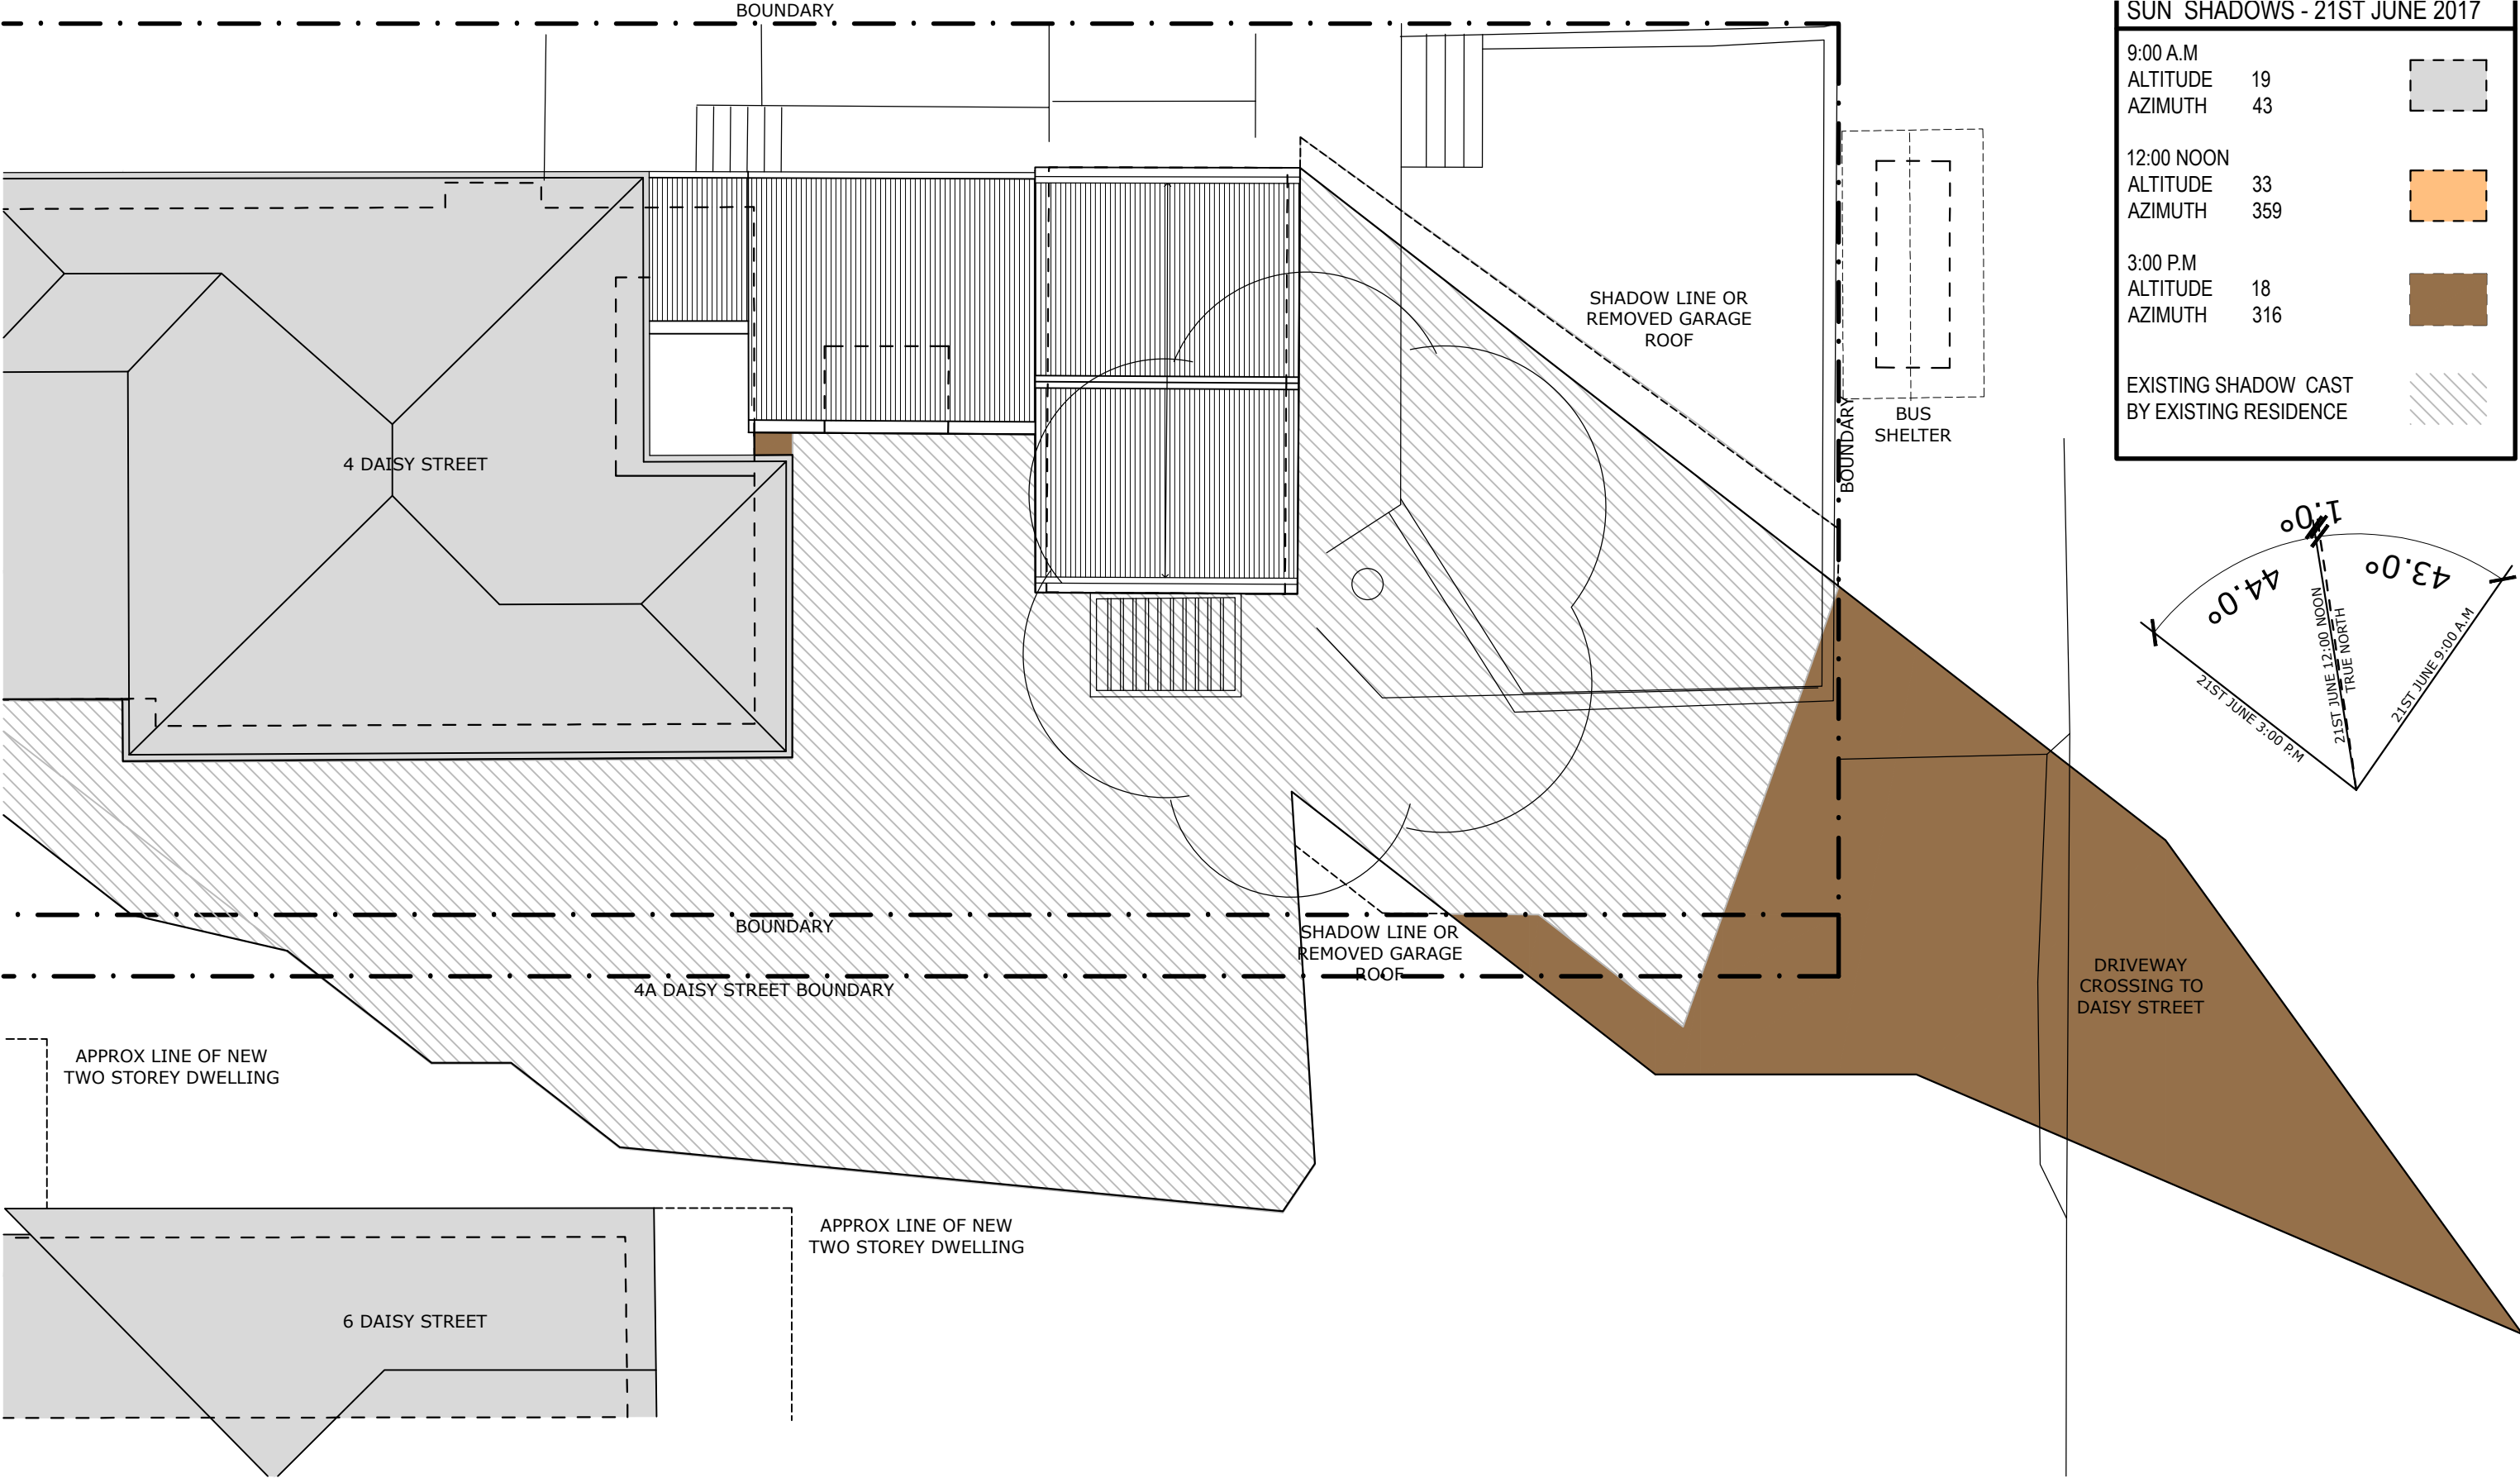 BOUNDARY
SUN SHADOWS - 21ST JUNE 2017
9:00 A.M
ALTITUDE 19
AZIMUTH 43
12:00 NOON
ALTITUDE 33
AZIMUTH 359
3:00 P.M
ALTITUDE 18
AZIMUTH 316
EXISTING SHADOW CAST
BY EXISTING RESIDENCE
SHADOW LINE OR
REMOVED GARAGE
ROOF
BUS
SHELTER
BOUNDARY
4 DAISY STREET
1.0°
44.0°
43.0°
21ST JUNE 3:00 P.M
21ST JUNE 12:00 NOON
TRUE NORTH
21ST JUNE 9:00 A.M
BOUNDARY
SHADOW LINE OR
REMOVED GARAGE
ROOF
4A DAISY STREET BOUNDARY
DRIVEWAY
CROSSING TO
DAISY STREET
APPROX LINE OF NEW
TWO STOREY DWELLING
APPROX LINE OF NEW
TWO STOREY DWELLING
6 DAISY STREET